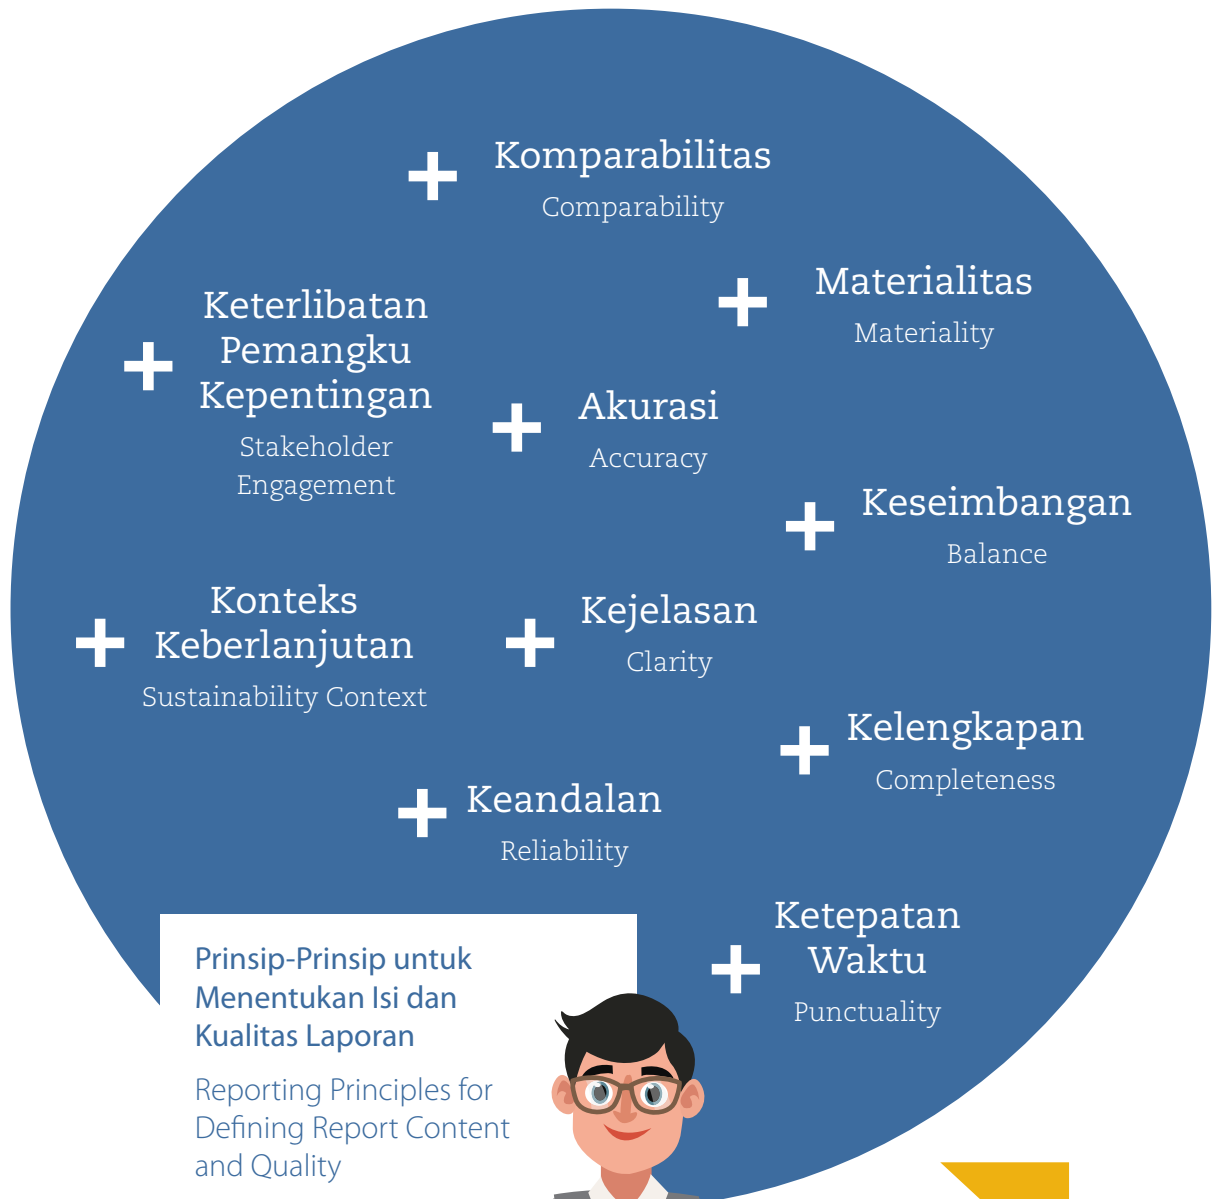 Komparabilitas
Comparability
Materialitas
Materiality
Keterlibatan
Pemangku
Kepentingan
Stakeholder
Engagement
Akurasi
Accuracy
Keseimbangan
Balance
Konteks
Keberlanjutan
Sustainability Context
Kejelasan
Clarity
Kelengkapan
Completeness
Keandalan
Reliability
Ketepatan
Waktu
Punctuality
Prinsip-Prinsip untuk
Menentukan Isi dan
Kualitas Laporan
Reporting Principles for
Defining Report Content
and Quality